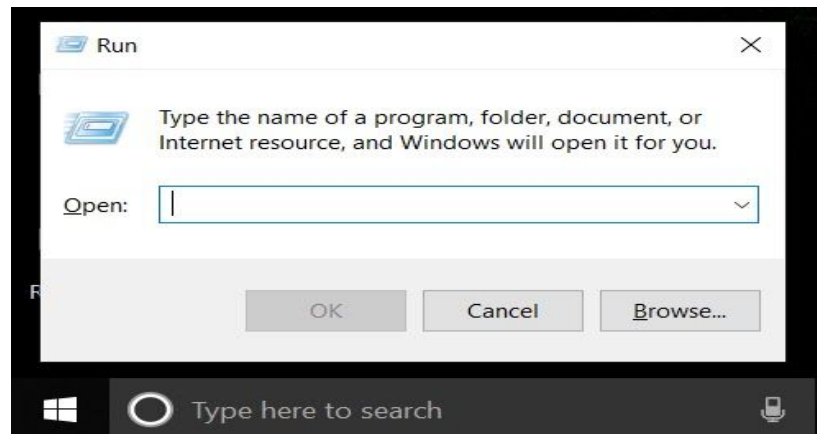 Run
Type the name of a program, folder, document, or
Internet resource, and Windows will open it for you.
Open:
OK Cancel Browse...
R
Type here to search